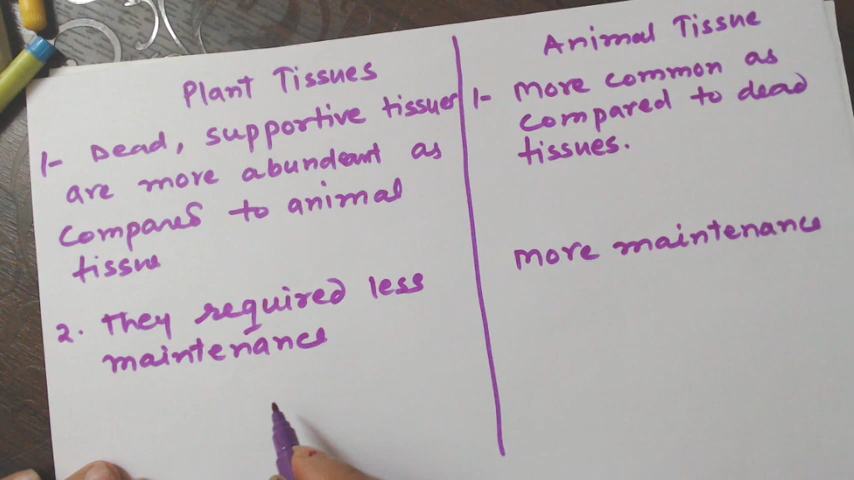 Plant Tissues
1- Dead, supportive tissues
are more abundant as
compared to animal
tissue
2. They required less
maintenance
Animal Tissue
1- More common as
compared to dead
tissues.
more maintenance